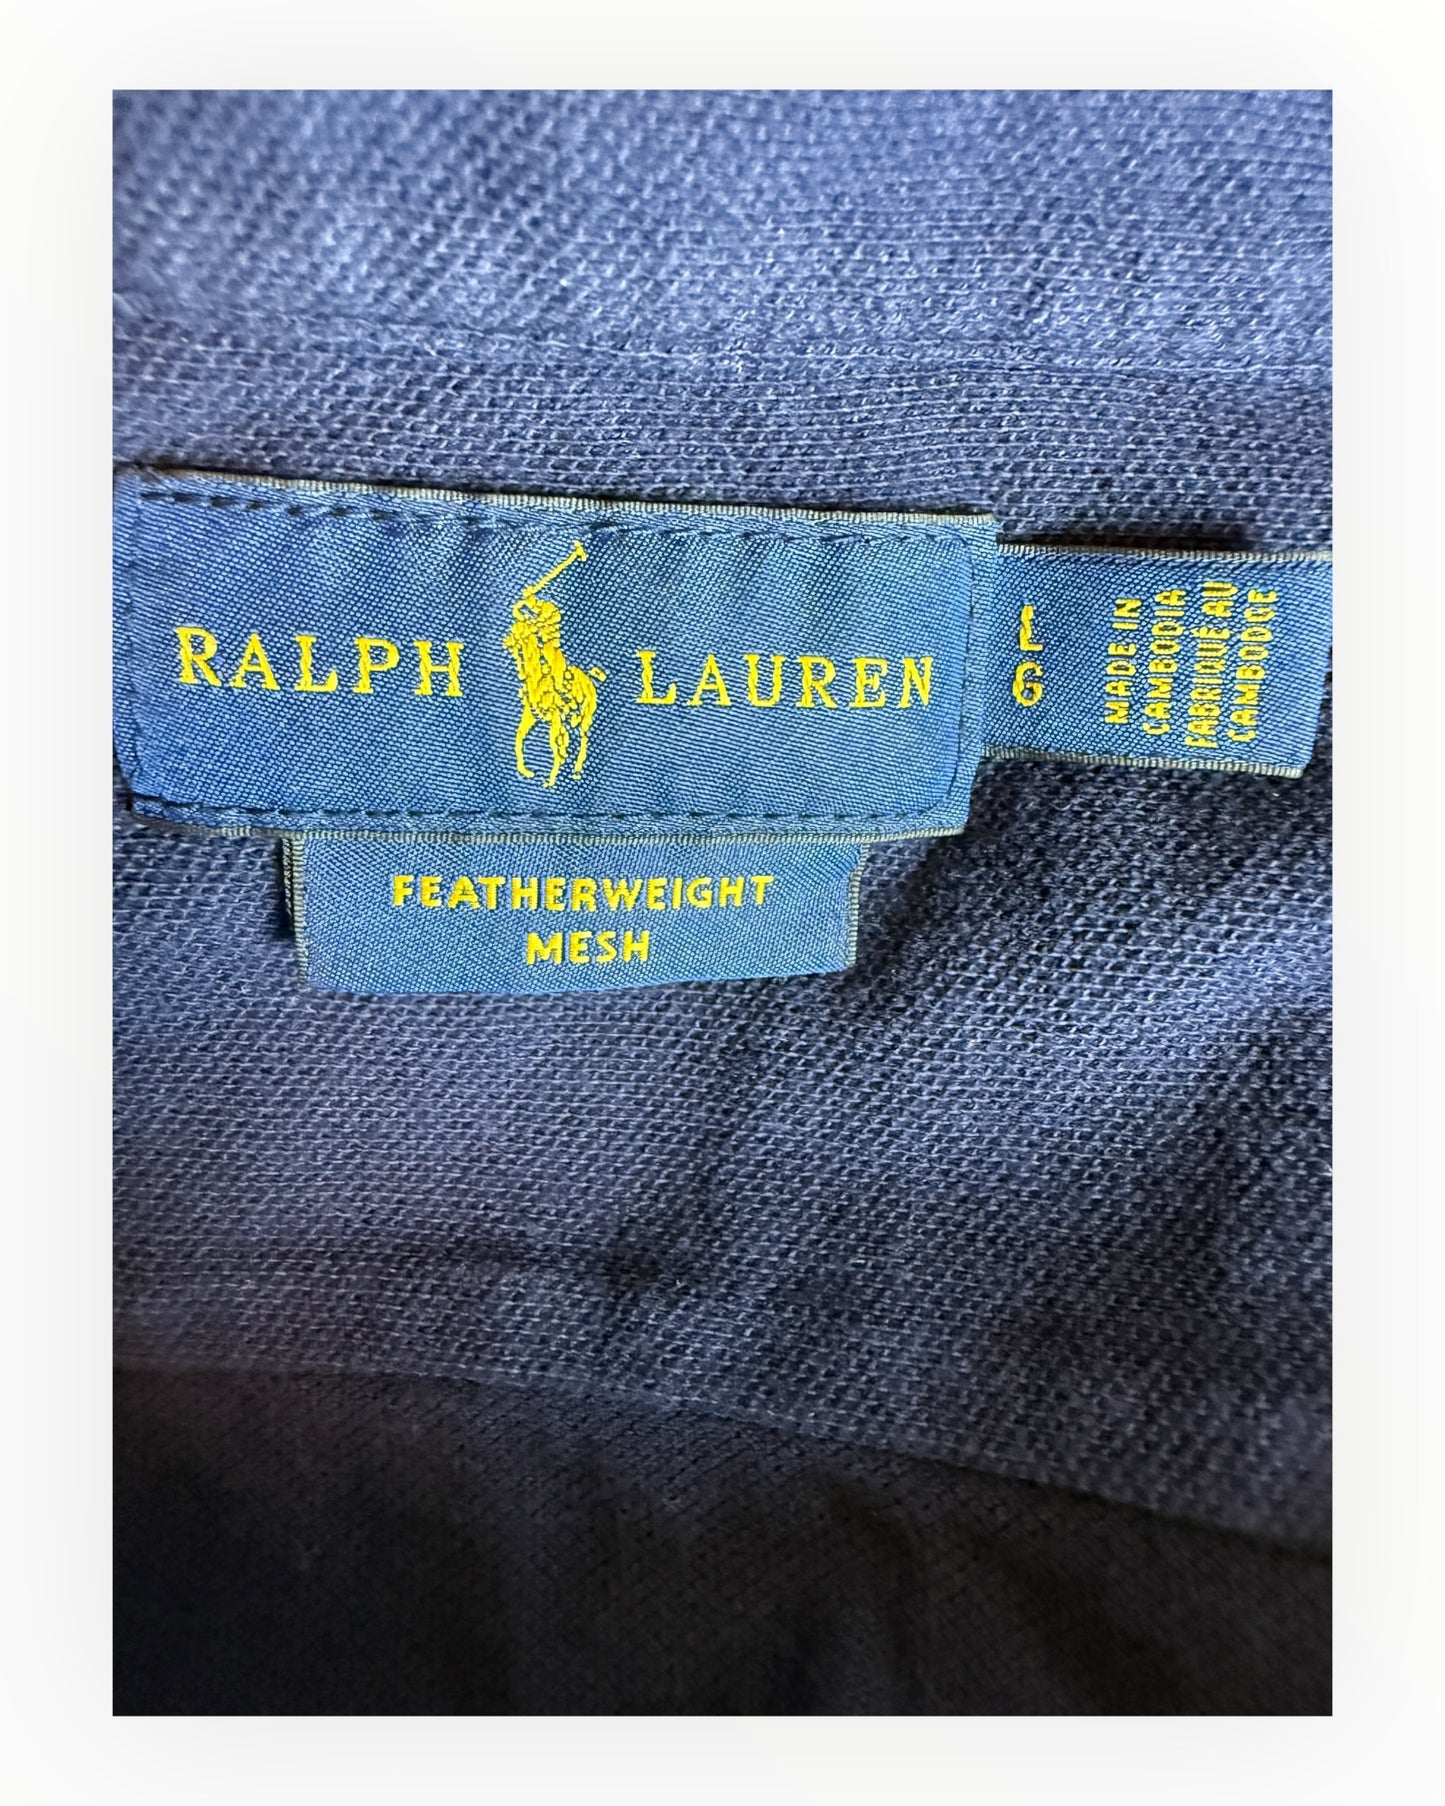 RALPH LAUREN
L
G
MADE IN
CAMBODIA
FABRIQUÉ AU
CAMBODGE
FEATHERWEIGHT
MESH